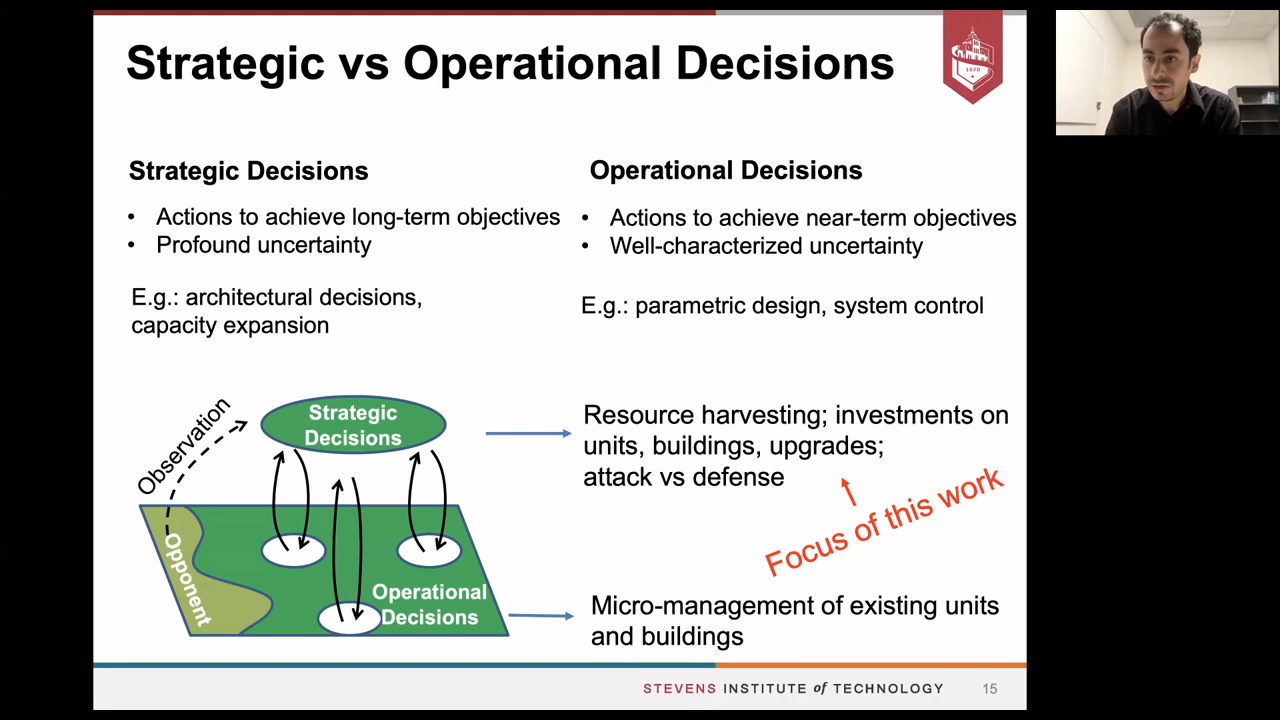 Strategic vs Operational Decisions
1870
Strategic Decisions
• Actions to achieve long-term objectives
• Profound uncertainty
E.g.: architectural decisions,
capacity expansion
Operational Decisions
• Actions to achieve near-term objectives
• Well-characterized uncertainty
E.g.: parametric design, system control
Observation
Strategic
Decisions
Opponent
Operational
Decisions
Resource harvesting; investments on
units, buildings, upgrades;
attack vs defense
Focus of this work
Micro-management of existing units
and buildings
STEVENS INSTITUTE of TECHNOLOGY
15